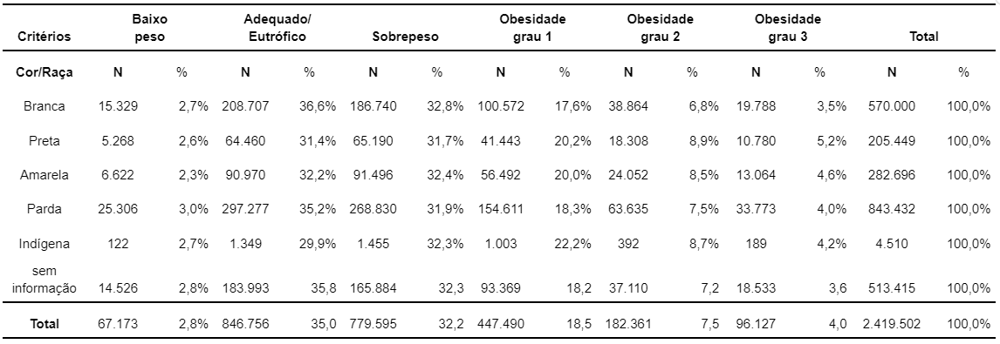 Critérios Baixo peso Adequado/ Eutrófico Sobrepeso Obesidade grau 1 Obesidade grau 2 Obesidade grau 3 Total
Cor/Raça N % N % N % N % N % N % N %
Branca 15.329 2,7% 208.707 36,6% 186.740 32,8% 100.572 17,6% 38.864 6,8% 19.788 3,5% 570.000 100,0%
Preta 5.268 2,6% 64.460 31,4% 65.190 31,7% 41.443 20,2% 18.308 8,9% 10.780 5,2% 205.449 100,0%
Amarela 6.622 2,3% 90.970 32,2% 91.496 32,4% 56.492 20,0% 24.052 8,5% 13.064 4,6% 282.696 100,0%
Parda 25.306 3,0% 297.277 35,2% 268.830 31,9% 154.611 18,3% 63.635 7,5% 33.773 4,0% 843.432 100,0%
Indígena 122 2,7% 1.349 29,9% 1.455 32,3% 1.003 22,2% 392 8,7% 189 4,2% 4.510 100,0%
sem informação 14.526 2,8% 183.993 35,8 165.884 32,3 93.369 18,2 37.110 7,2 18.533 3,6 513.415 100,0%
Total 67.173 2,8% 846.756 35,0 779.595 32,2 447.490 18,5 182.361 7,5 96.127 4,0 2.419.502 100,0%